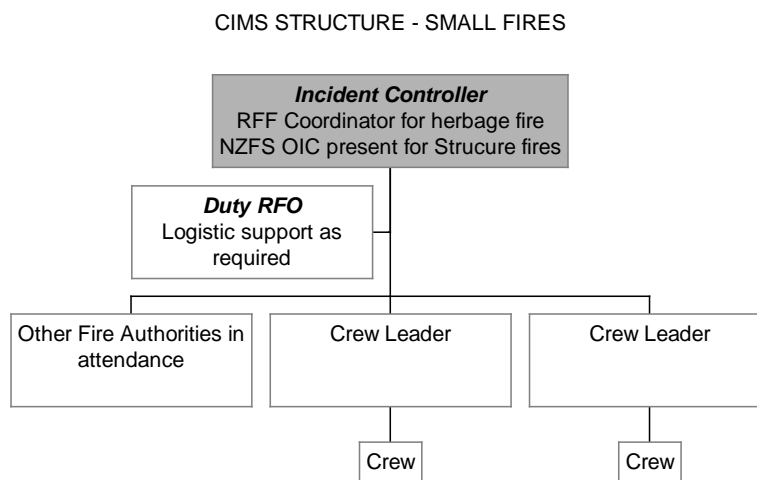 CIMS STRUCTURE - SMALL FIRES
Incident Controller
RFF Coordinator for herbage fire
NZFS OIC present for Strucure fires
Duty RFO
Logistic support as
required
Other Fire Authorities in
attendance
Crew Leader
Crew Leader
Crew
Crew